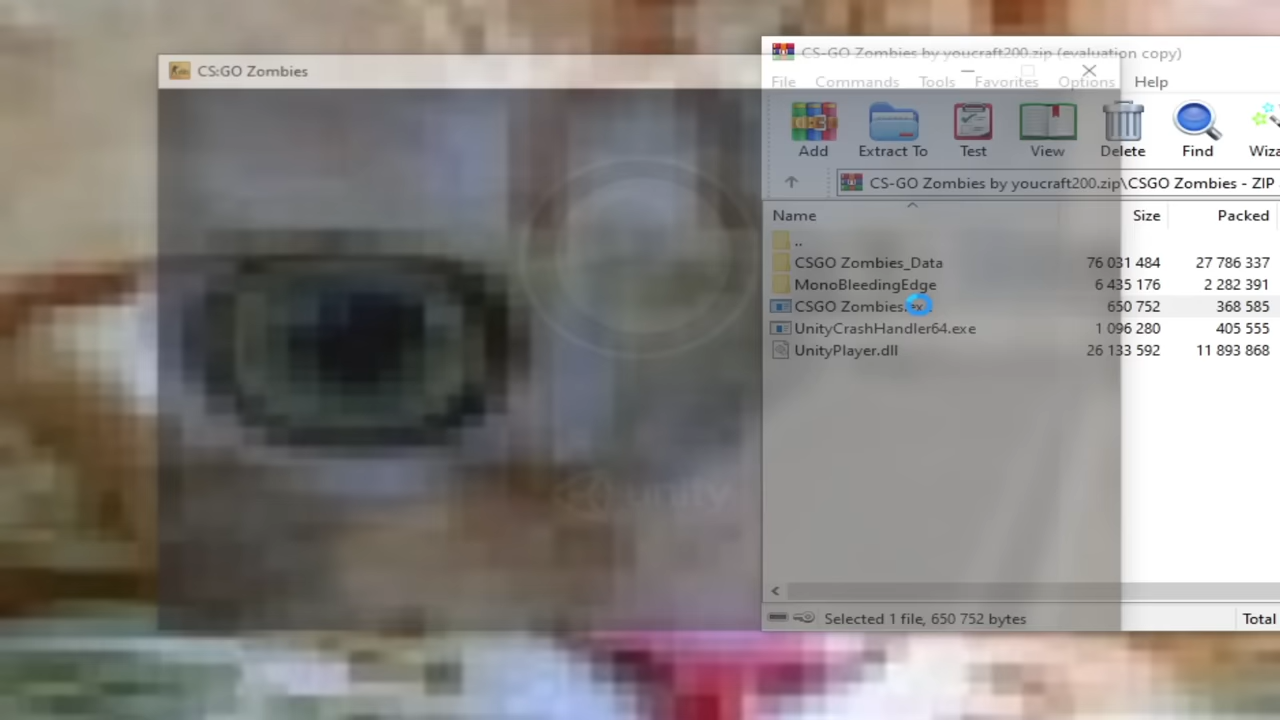 CS:GO Zombies
CS-GO Zombies by youcraft200.zip (evaluation copy)
File Commands Tools Favorites Options Help
Add Extract To Test View Delete Find
CS-GO Zombies by youcraft200.zip\CSGO Zombies - ZIP
Name Size Packed
..
CSGO Zombies_Data 76 031 484 27 786 337
MonoBleedingEdge 6 435 176 2 282 391
CSGO Zombies.ex 650 752 368 585
UnityCrashHandler64.exe 1 096 280 405 555
UnityPlayer.dll 26 133 592 11 893 868
unity
Selected 1 file, 650 752 bytes Total